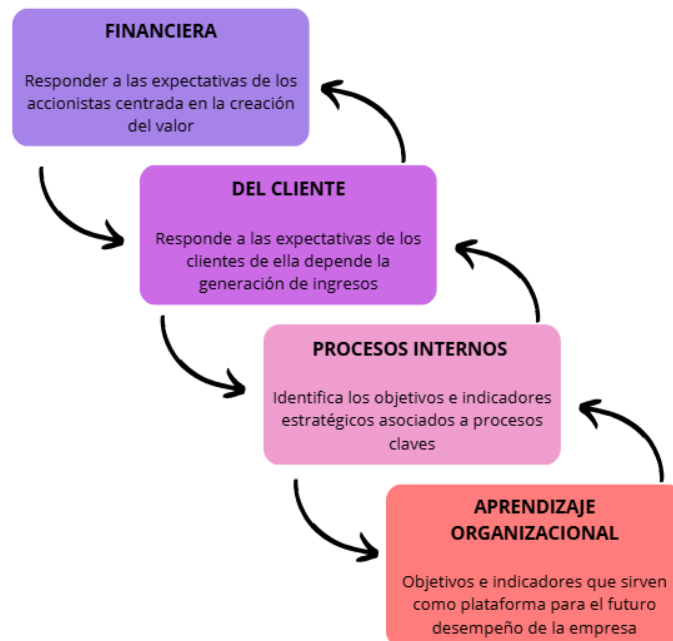 FINANCIERA
Responder a las expectativas de los
accionistas centrada en la creación
del valor
DEL CLIENTE
Responde a las expectativas de los
clientes de ella depende la
generación de ingresos
PROCESOS INTERNOS
Identifica los objetivos e indicadores
estratégicos asociados a procesos
claves
APRENDIZAJE
ORGANIZACIONAL
Objetivos e indicadores que sirven
como plataforma para el futuro
desempeño de la empresa